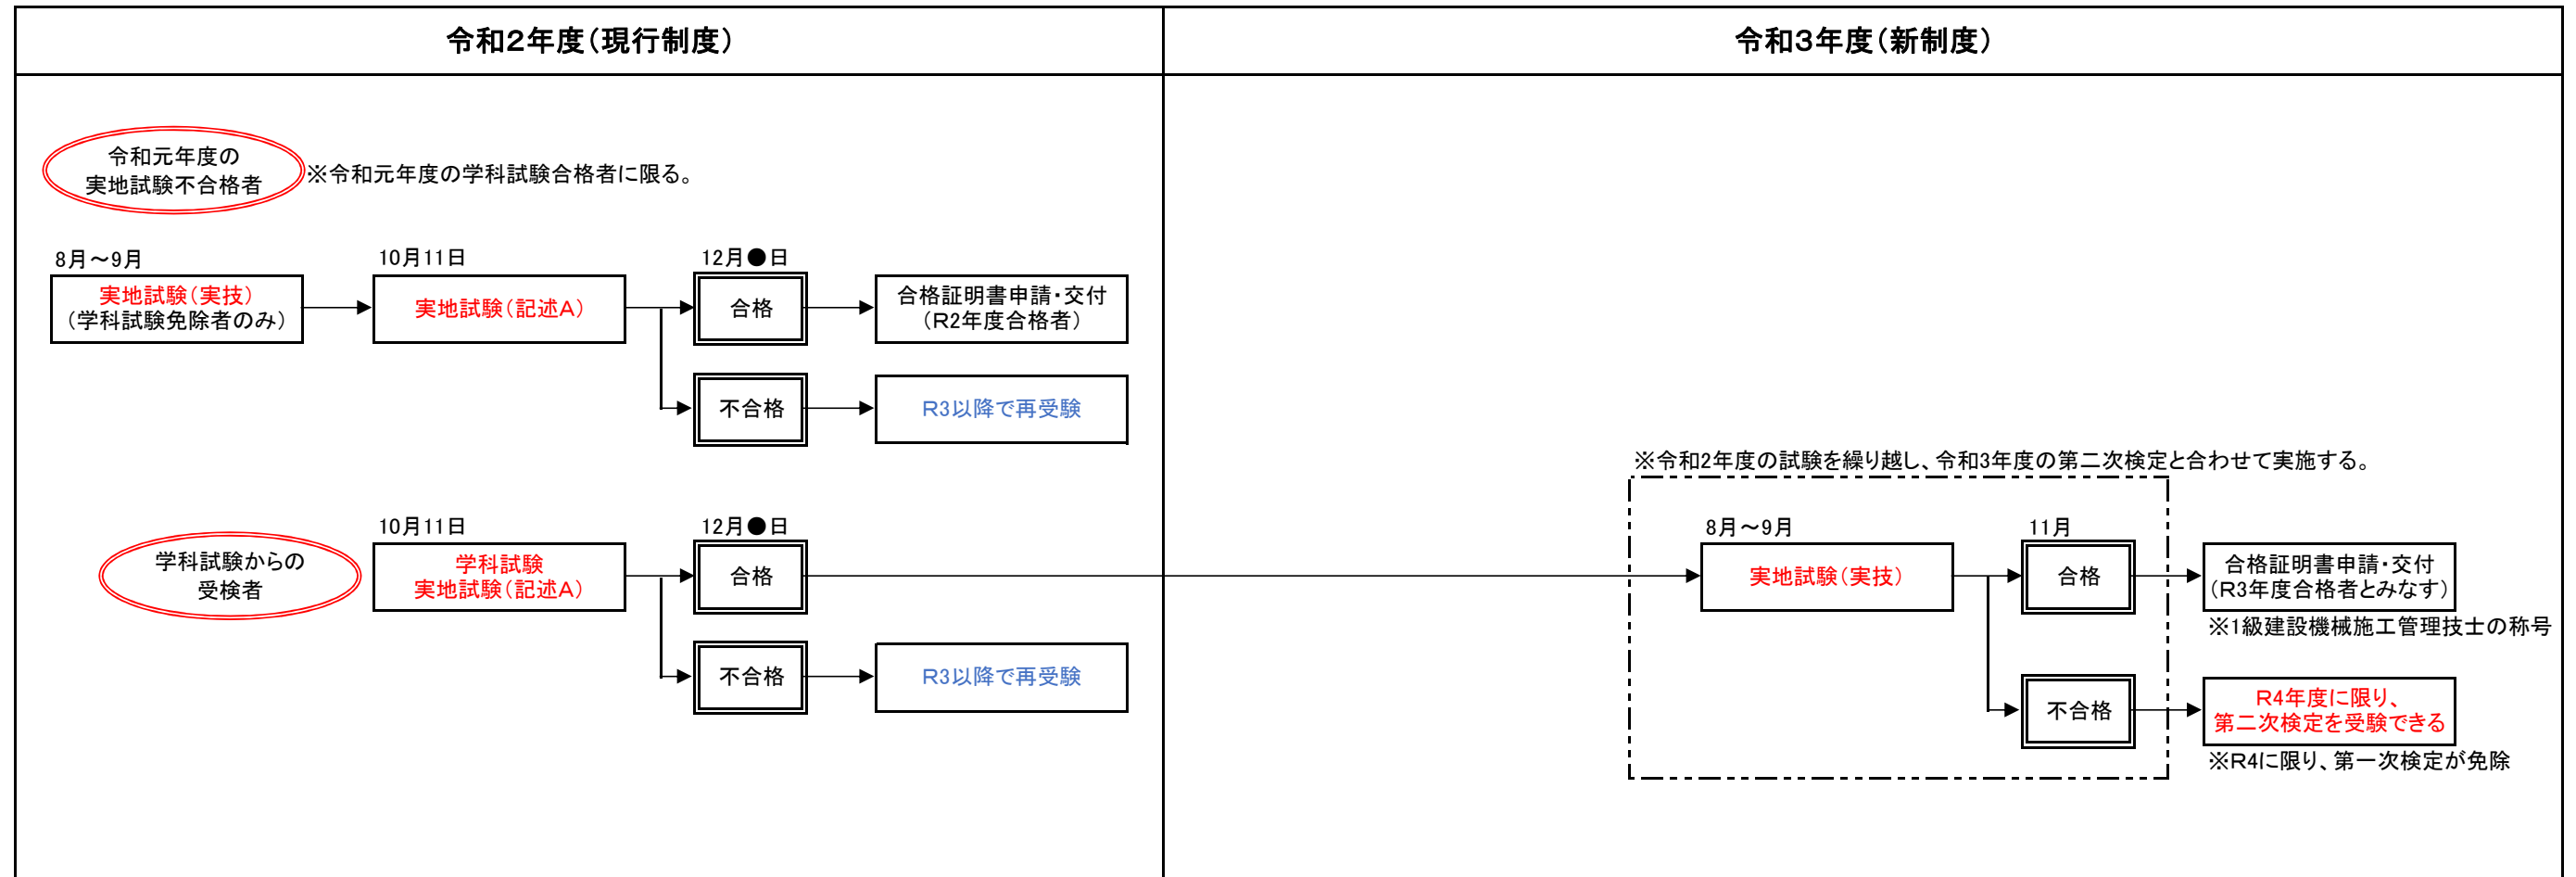 令和2年度(現行制度)
令和3年度(新制度)
令和元年度の
実地試験不合格者
※令和元年度の学科試験合格者に限る。
8月～9月
実地試験(実技)
(学科試験免除者のみ)
10月11日
実地試験(記述A)
12月●日
合格
合格証明書申請・交付
(R2年度合格者)
不合格
R3以降で再受験
学科試験からの
受検者
10月11日
学科試験
実地試験(記述A)
12月●日
合格
不合格
R3以降で再受験
※令和2年度の試験を繰り越し、令和3年度の第二次検定と合わせて実施する。
8月～9月
実地試験(実技)
11月
合格
合格証明書申請・交付
(R3年度合格者とみなす)
※1級建設機械施工管理技士の称号
不合格
R4年度に限り、
第二次検定を受験できる
※R4に限り、第一次検定が免除